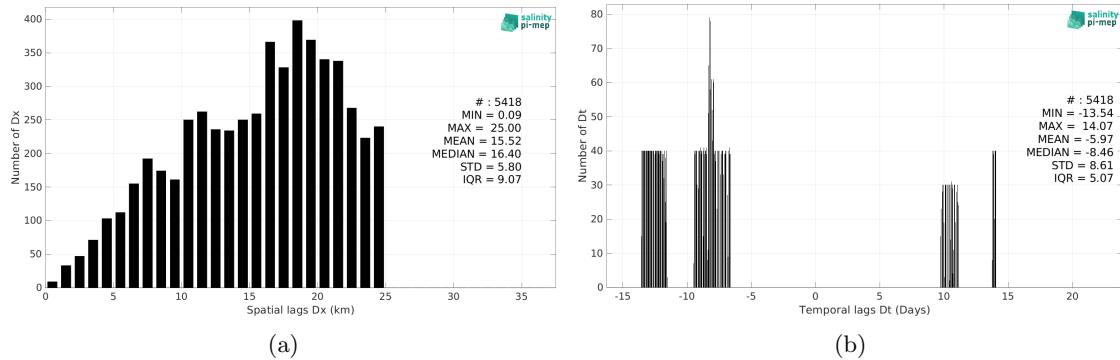 salinity
pi-mep
Number of Dx
400
350
300
250
200
150
100
50
0
# : 5418
MIN = 0.09
MAX = 25.00
MEAN = 15.52
MEDIAN = 16.40
STD = 5.80
IQR = 9.07
0 5 10 15 20 25 30 35
Spatial lags Dx (km)
(a)
salinity
pi-mep
Number of Dt
80
70
60
50
40
30
20
10
0
# : 5418
MIN = -13.54
MAX = 14.07
MEAN = -5.97
MEDIAN = -8.46
STD = 8.61
IQR = 5.07
-15 -10 -5 0 5 10 15 20
Temporal lags Dt (Days)
(b)